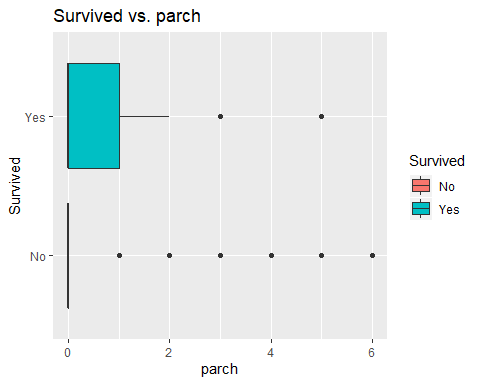 Survived vs. parch
Yes
No
Survived
0
2
4
6
parch
Survived
No
Yes